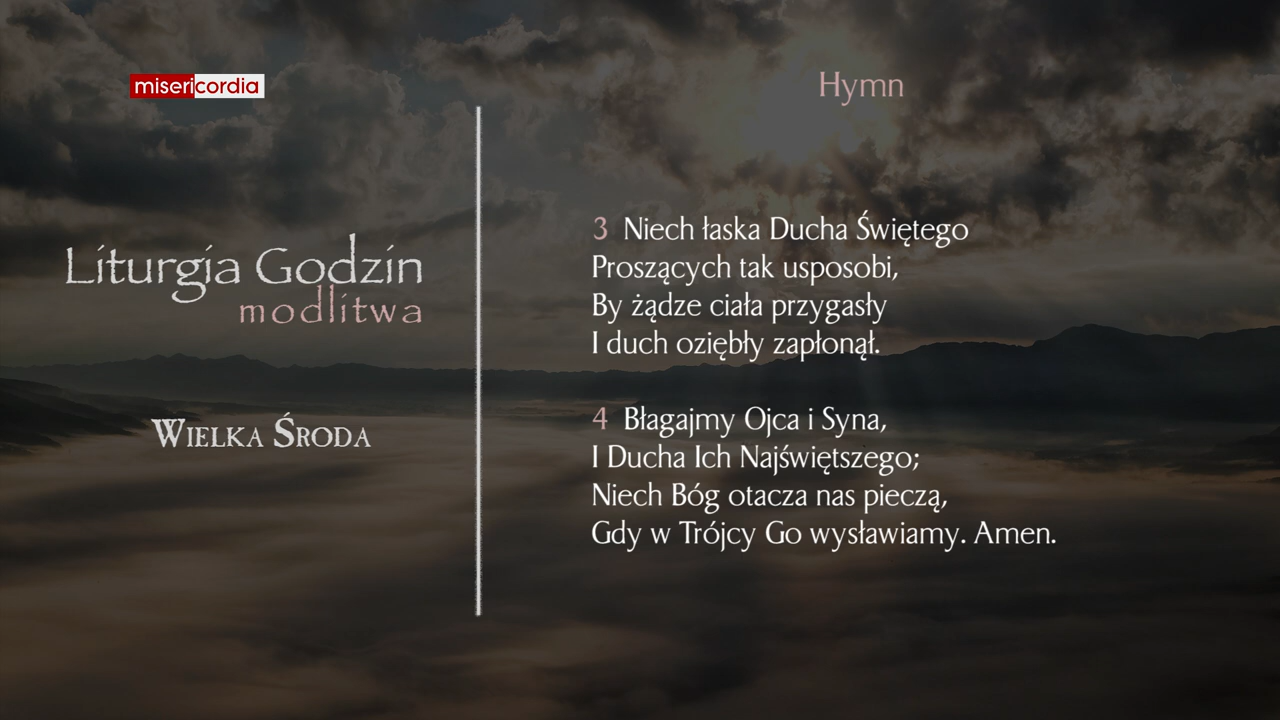 misericordia
Liturgia Godzin
modlitwa
Wielka Środa
Hymn
3 Niech łaska Ducha Świętego
Proszących tak usposobi,
By żądze ciała przygasły
I duch oziębły zapłonął.
4 Błagajmy Ojca i Syna,
I Ducha Ich Najświętszego;
Niech Bóg otacza nas pieczą,
Gdy w Trójcy Go wysławiamy. Amen.